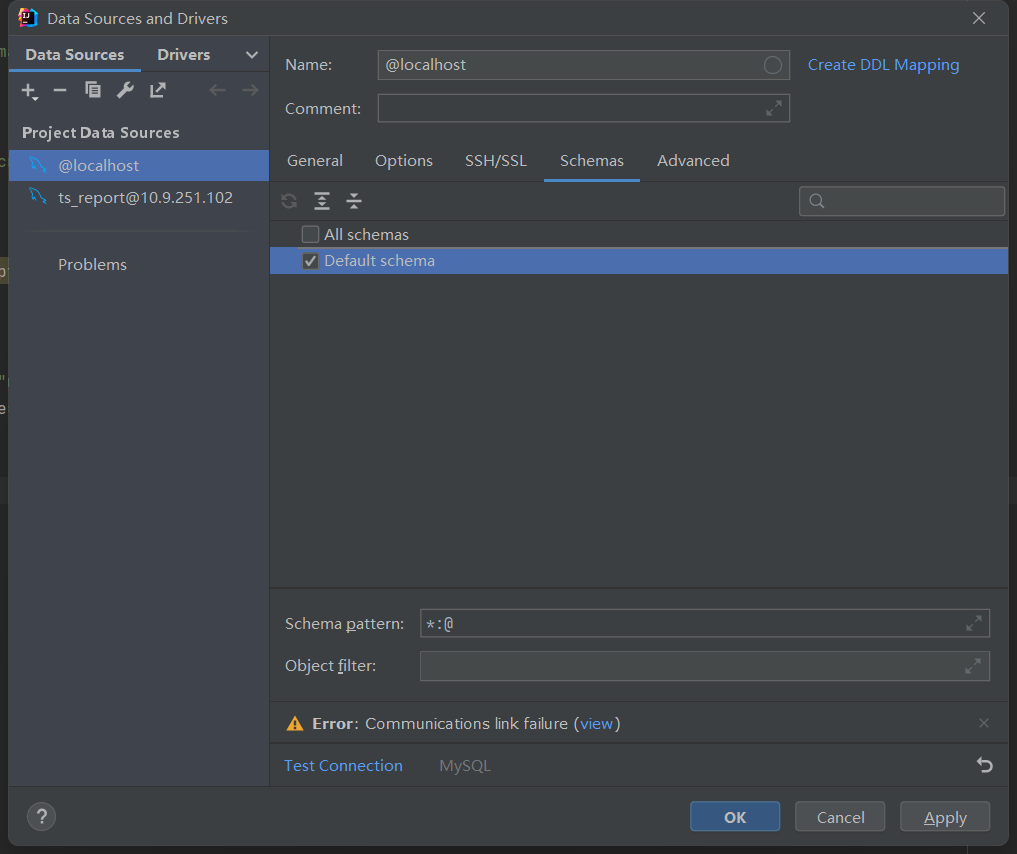 Data Sources and Drivers
Data Sources Drivers
Project Data Sources
@localhost
ts_report@10.9.251.102
Problems
Name: @localhost Create DDL Mapping
Comment:
General Options SSH/SSL Schemas Advanced
All schemas
Default schema
Schema pattern: *:@
Object filter:
Error: Communications link failure (view)
Test Connection MySQL
? OK Cancel Apply